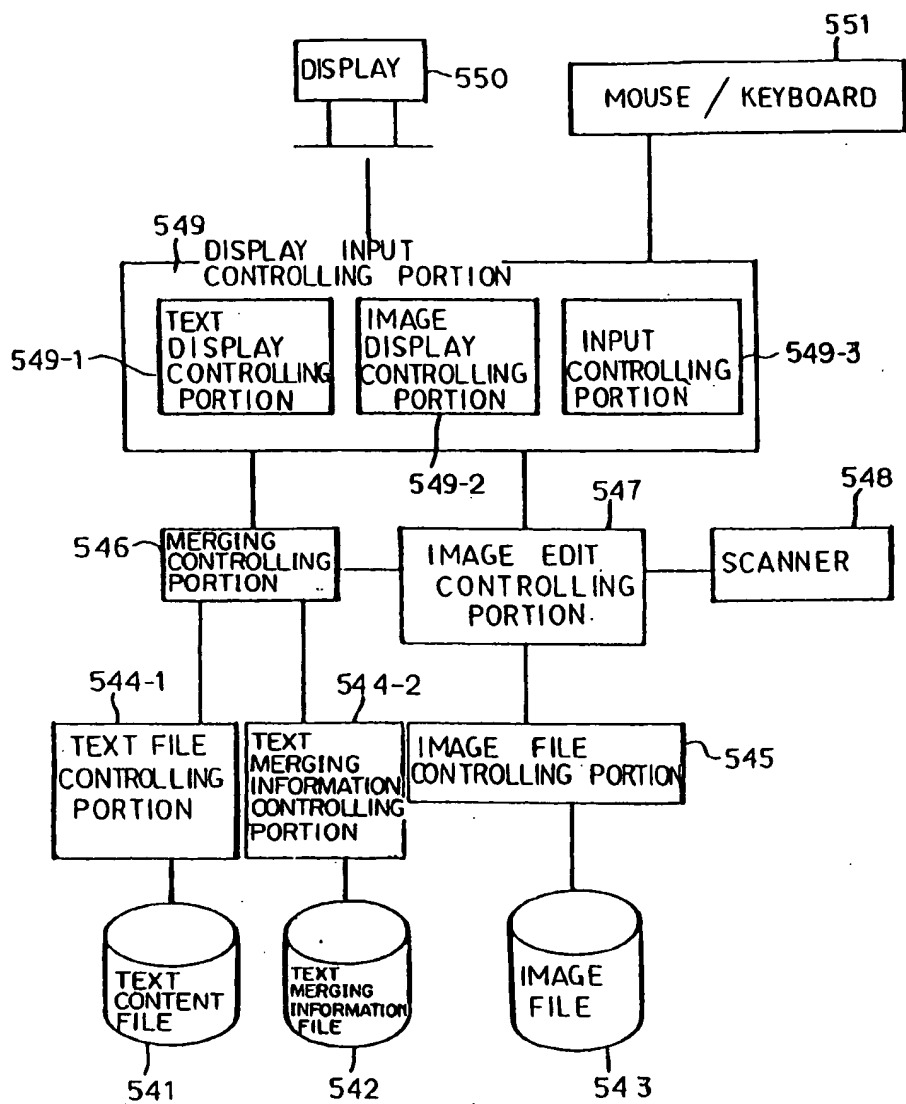 551
DISPLAY
550
MOUSE / KEYBOARD
549
DISPLAY INPUT
CONTROLLING PORTION
TEXT
DISPLAY
CONTROLLING
PORTION
IMAGE
DISPLAY
CONTROLLING
PORTION
INPUT
CONTROLLING
PORTION
549-1
549-3
549-2
547
548
546
MERGING
CONTROLLING
PORTION
IMAGE EDIT
CONTROLLING
PORTION
SCANNER
544-1
544-2
TEXT FILE
CONTROLLING
PORTION
TEXT
MERGING
INFORMATION
CONTROLLING
PORTION
IMAGE FILE
CONTROLLING PORTION
545
TEXT
CONTENT
FILE
TEXT
MERGING
INFORMATION
FILE
IMAGE
FILE
541
542
543